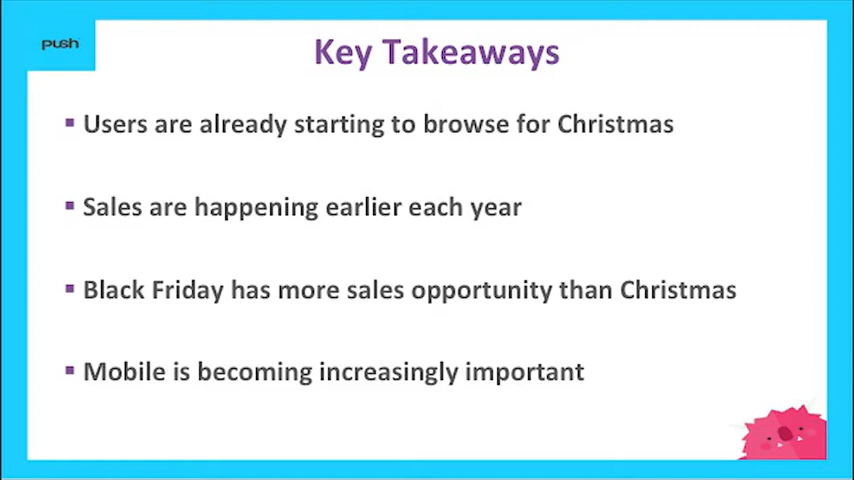 push
Key Takeaways
Users are already starting to browse for Christmas
Sales are happening earlier each year
Black Friday has more sales opportunity than Christmas
Mobile is becoming increasingly important